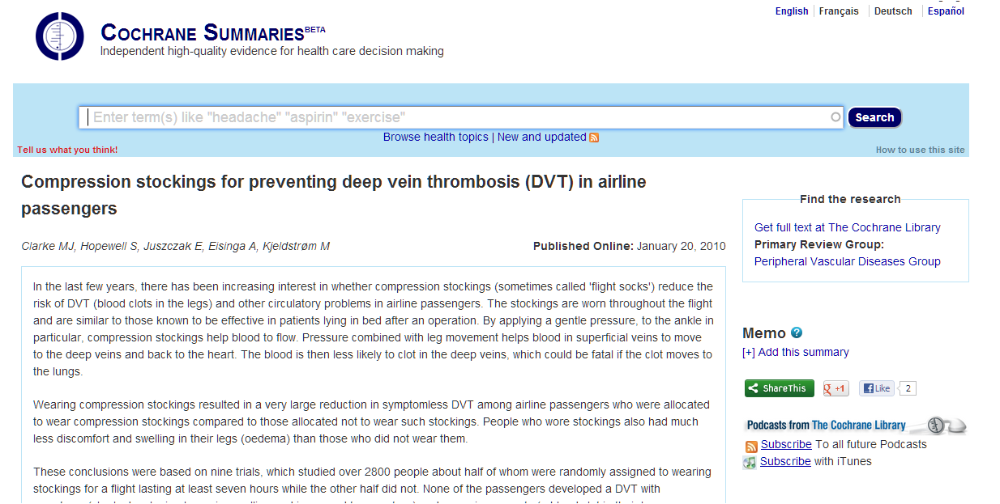 English Français Deutsch Español
COCHRANE SUMMARIES BETA
Independent high-quality evidence for health care decision making
Enter term(s) like "headache" "aspirin" "exercise"
Search
Browse health topics | New and updated
Tell us what you think!
How to use this site
Compression stockings for preventing deep vein thrombosis (DVT) in airline
passengers
Clarke MJ, Hopewell S, Juszczak E, Eisinga A, Kjeldstrøm M
Published Online: January 20, 2010
In the last few years, there has been increasing interest in whether compression stockings (sometimes called 'flight socks') reduce the
risk of DVT (blood clots in the legs) and other circulatory problems in airline passengers. The stockings are worn throughout the flight
and are similar to those known to be effective in patients lying in bed after an operation. By applying a gentle pressure, to the ankle in
particular, compression stockings help blood to flow. Pressure combined with leg movement helps blood in superficial veins to move
to the deep veins and back to the heart. The blood is then less likely to clot in the deep veins, which could be fatal if the clot moves to
the lungs.
Wearing compression stockings resulted in a very large reduction in symptomless DVT among airline passengers who were allocated
to wear compression stockings compared to those allocated not to wear such stockings. People who wore stockings also had much
less discomfort and swelling in their legs (oedema) than those who did not wear them.
These conclusions were based on nine trials, which studied over 2800 people about half of whom were randomly assigned to wearing
stockings for a flight lasting at least seven hours while the other half did not. None of the passengers developed a DVT with
Find the research
Get full text at The Cochrane Library
Primary Review Group:
Peripheral Vascular Diseases Group
Memo ?
[+] Add this summary
ShareThis
g +1
f Like
2
Podcasts from The Cochrane Library
Subscribe To all future Podcasts
Subscribe with iTunes